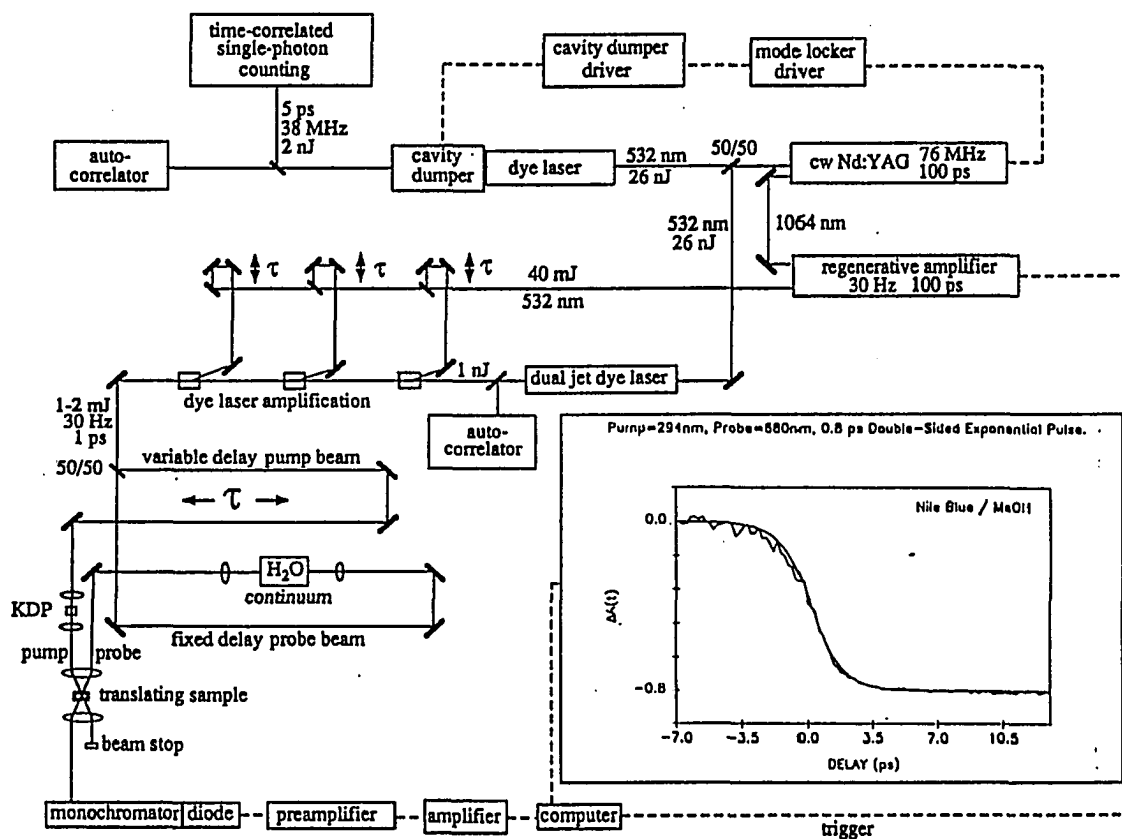 time-correlated
single-photon
counting
cavity dumper
driver
mode locker
driver
5 ps
38 MHz
2 nJ
auto-
correlator
cavity
dumper
dye laser
532 nm
26 nJ
50/50
cw Nd:YAG 76 MHz
100 ps
532 nm
26 nJ
1064 nm
τ
τ
τ
40 mJ
532 nm
regenerative amplifier
30 Hz 100 ps
1 nJ
dual jet dye laser
dye laser amplification
1-2 mJ
30 Hz
1 ps
auto-
correlator
50/50
variable delay pump beam
τ
H2O
continuum
KDP
fixed delay probe beam
pump
probe
translating sample
beam stop
Pump=294nm, Probe=680nm, 0.8 ps Double-Sided Exponential Pulse.
Nile Blue / MeOH
0.0
ΔA(t)
-0.8
-7.0 -3.5 0.0 3.5 7.0 10.5
DELAY (ps)
monochromator
diode
preamplifier
amplifier
computer
trigger